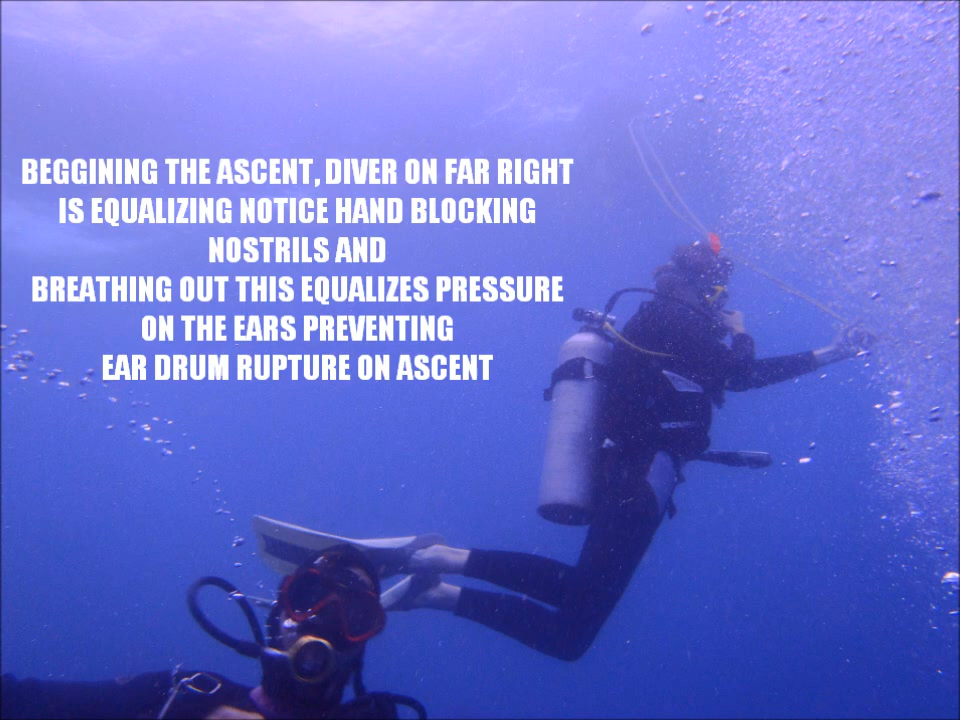 BEGGINING THE ASCENT, DIVER ON FAR RIGHT
IS EQUALIZING NOTICE HAND BLOCKING
NOSTRILS AND
BREATHING OUT THIS EQUALIZES PRESSURE
ON THE EARS PREVENTING
EAR DRUM RUPTURE ON ASCENT